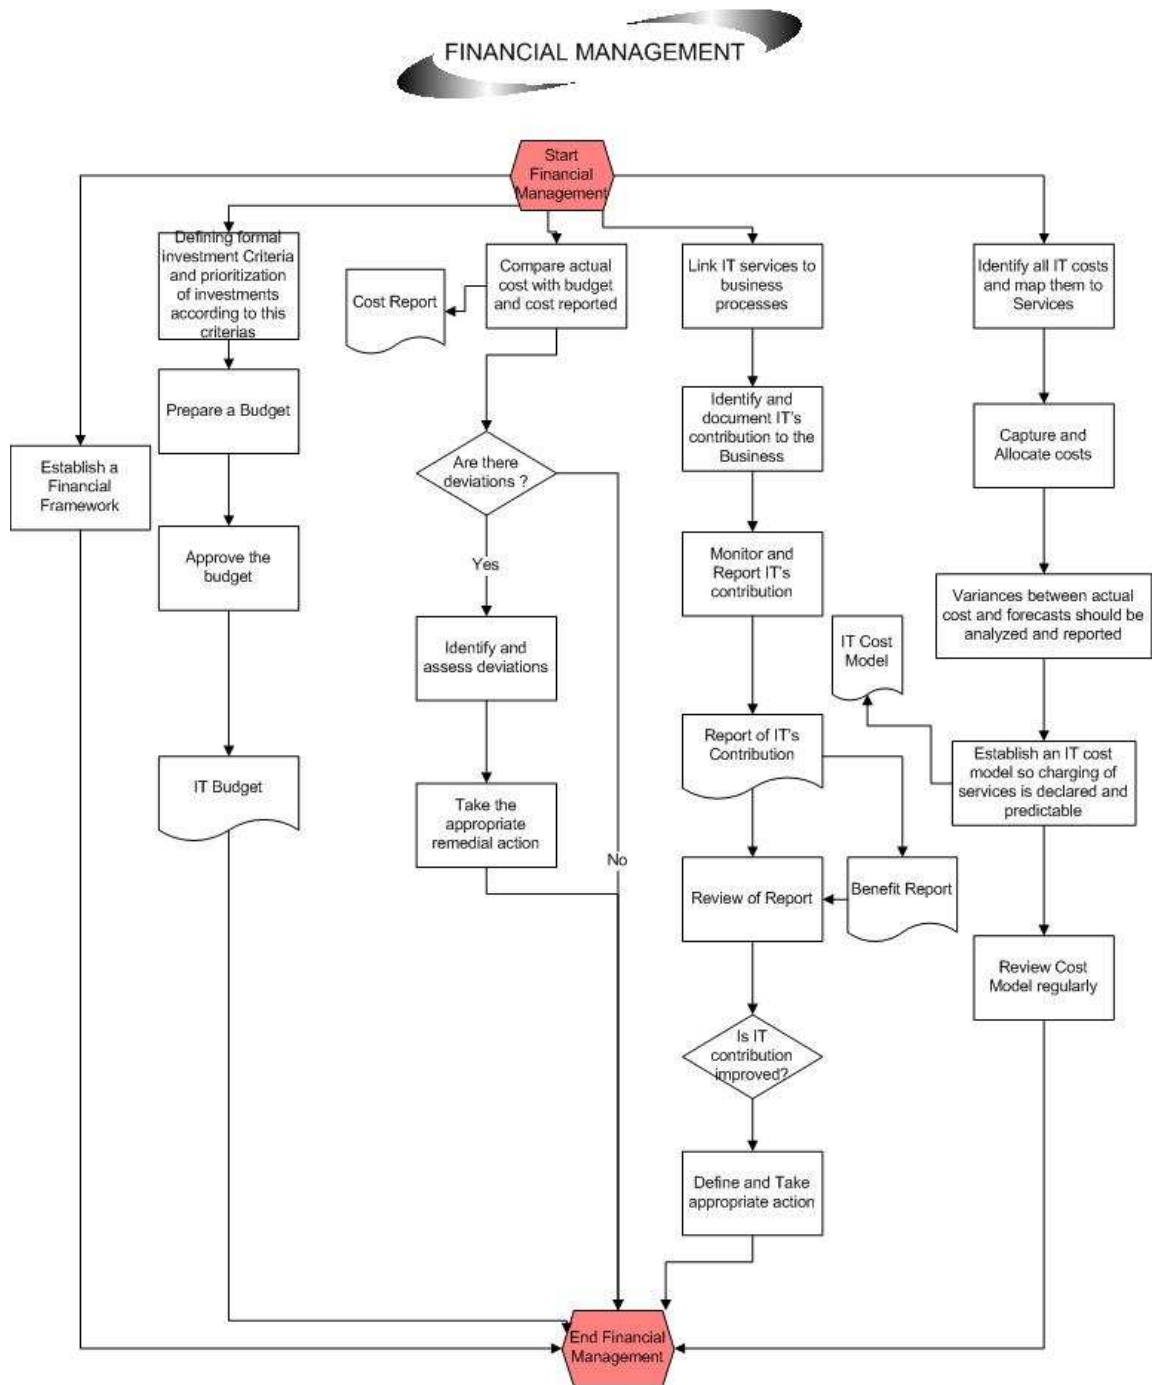 FINANCIAL MANAGEMENT
Start
Financial
Management
Defining formal
investment Criteria
and prioritization
of investments
according to this
criterias
Compare actual
cost with budget
and cost reported
Cost Report
Link IT services to
business
processes
Identify all IT costs
and map them to
Services
Prepare a Budget
Identify and
document IT's
contribution to the
Business
Capture and
Allocate costs
Establish a
Financial
Framework
Are there
deviations ?
Approve the
budget
Yes
Monitor and
Report IT's
contribution
Variances between actual
cost and forecasts should be
analyzed and reported
Identify and
assess deviations
IT Cost
Model
Report of IT's
Contribution
Establish an IT cost
model so charging of
services is declared and
predictable
IT Budget
Take the
appropriate
remedial action
No
Review of Report
Benefit Report
Review Cost
Model regularly
Is IT
contribution
improved?
Define and Take
appropriate action
End Financial
Management